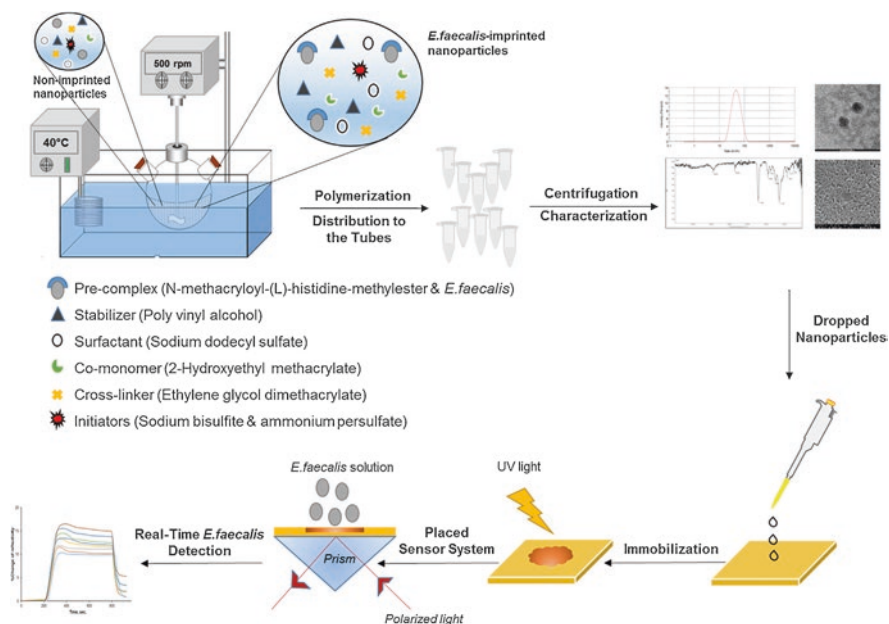 Non-imprinted
nanoparticles
500 rpm
E.faecalis-imprinted
nanoparticles
40°C
Polymerization
Distribution to
the Tubes
Centrifugation
Characterization
Pre-complex (N-methacryloyl-(L)-histidine-methylester & E.faecalis)
Stabilizer (Poly vinyl alcohol)
Surfactant (Sodium dodecyl sulfate)
Co-monomer (2-Hydroxyethyl methacrylate)
Cross-linker (Ethylene glycol dimethacrylate)
Initiators (Sodium bisulfite & ammonium persulfate)
Dropped
Nanoparticles
E.faecalis solution
UV light
Real-Time E.faecalis
Detection
Prism
Placed
Sensor System
Immobilization
Polarized light